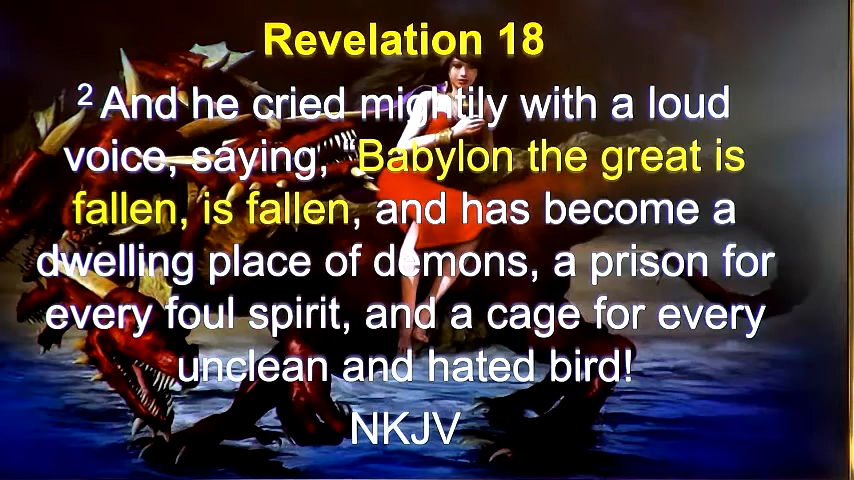 Revelation 18
2 And he cried mightily with a loud
voice, saying, “Babylon the great is
fallen, is fallen, and has become a
dwelling place of demons, a prison for
every foul spirit, and a cage for every
unclean and hated bird!
NKJV